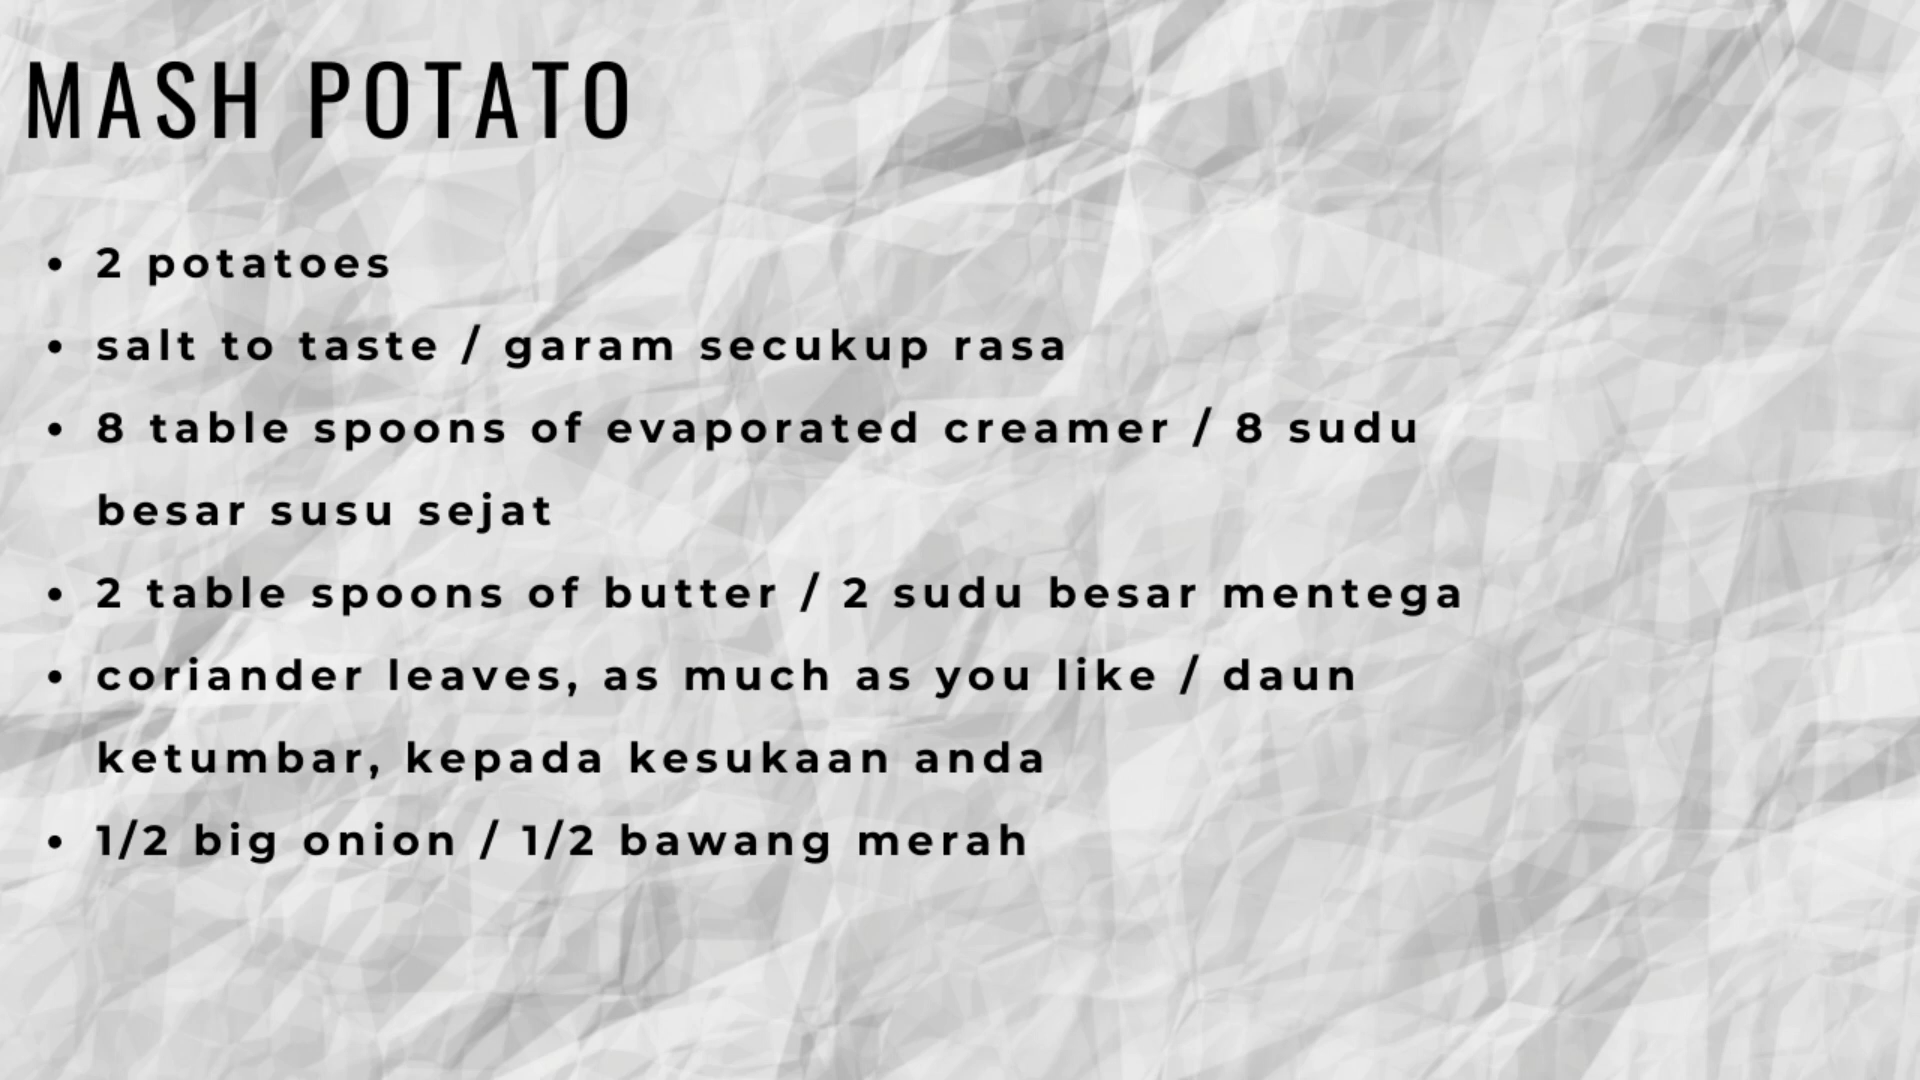 MASH POTATO
• 2 potatoes
• salt to taste / garam secukup rasa
• 8 table spoons of evaporated creamer / 8 sudu
besar susu sejat
• 2 table spoons of butter / 2 sudu besar mentega
• coriander leaves, as much as you like / daun
ketumbar, kepada kesukaan anda
• 1/2 big onion / 1/2 bawang merah